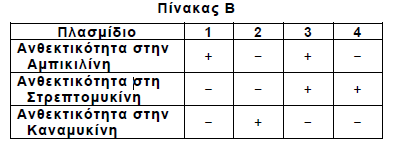 Πίνακας Β
Πλασμίδιο 1 2 3 4
Ανθεκτικότητα στην
Αμπικιλίνη + – + –
Ανθεκτικότητα στη
Στρεπτομυκίνη – – + +
Ανθεκτικότητα στην
Καναμυκίνη – + – –